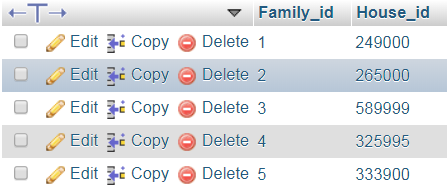 Family_id House_id
Edit Copy Delete 1 249000
Edit Copy Delete 2 265000
Edit Copy Delete 3 589999
Edit Copy Delete 4 325995
Edit Copy Delete 5 333900